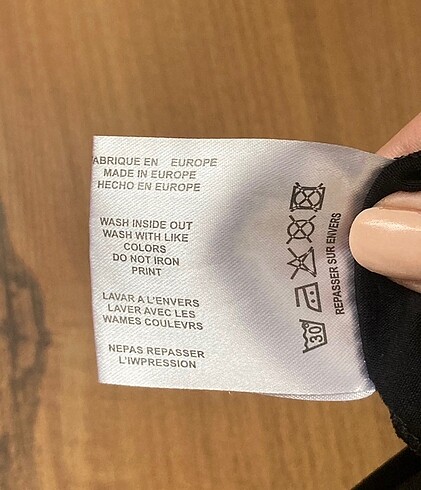 ABRIQUE EN EUROPE
MADE IN EUROPE
HECHO EN EUROPE
WASH INSIDE OUT
WASH WITH LIKE
COLORS
DO NOT IRON
PRINT
LAVAR A L'ENVERS
LAVER AVEC LES
WAMES COULEVRS
NEPAS REPASSER
L'IWPRESSION
30
REPASSER SUR ENVERS